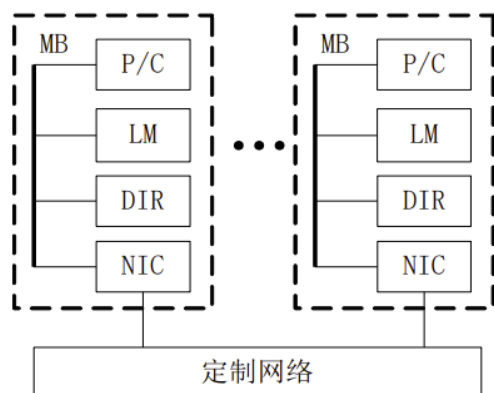 MB
P/C
LM
DIR
NIC
•••
MB
P/C
LM
DIR
NIC
定制网络